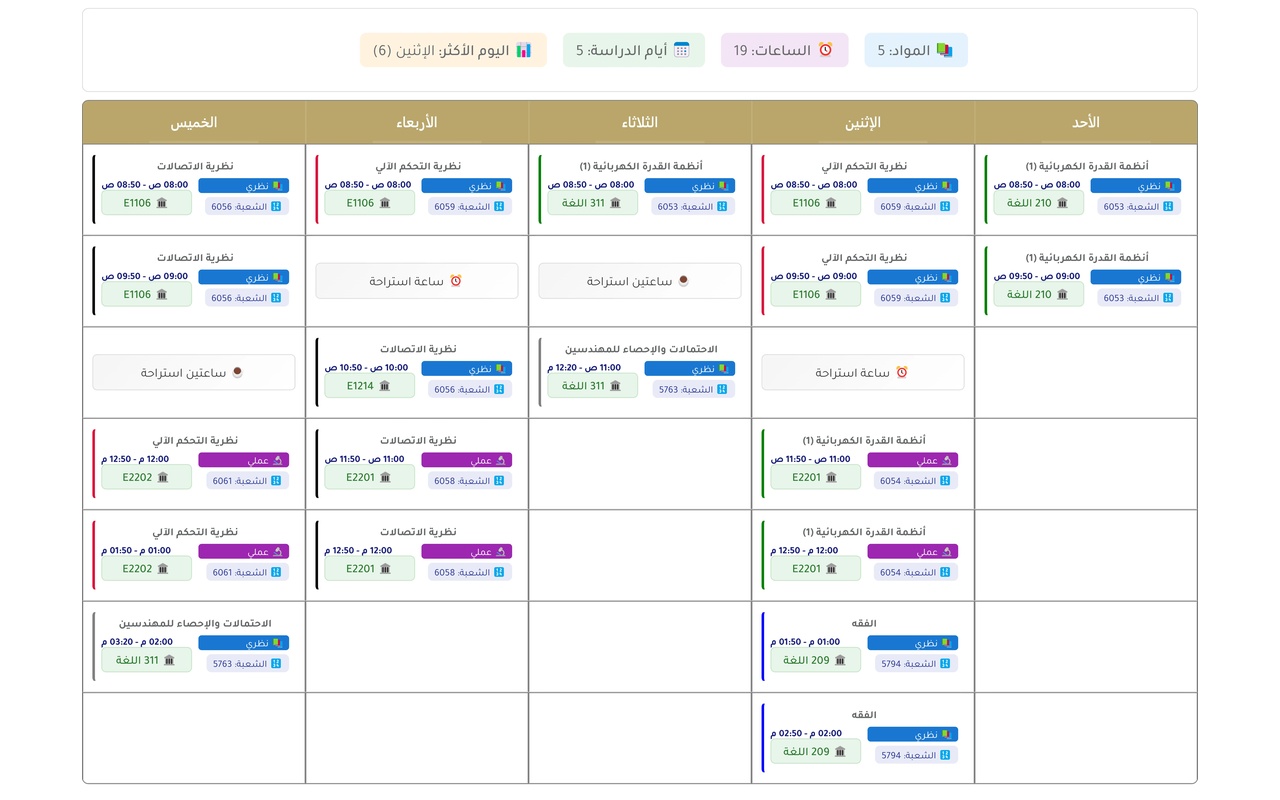 المواد: 5
الساعات: 19
أيام الدراسة: 5
اليوم الأكثر: الإثنين (6)
الأحد الإثنين الثلاثاء الأربعاء الخميس
أنظمة القدرة الكهربائية (1)
نظري 08:00 ص - 08:50 ص
الشعبة: 6053 210 اللغة
نظرية التحكم الآلي
نظري 08:00 ص - 08:50 ص
الشعبة: 6059 E1106
أنظمة القدرة الكهربائية (1)
نظري 08:00 ص - 08:50 ص
الشعبة: 6053 311 اللغة
نظرية التحكم الآلي
نظري 08:00 ص - 08:50 ص
الشعبة: 6059 E1106
نظرية الاتصالات
نظري 08:00 ص - 08:50 ص
الشعبة: 6056 E1106
أنظمة القدرة الكهربائية (1)
نظري 09:00 ص - 09:50 ص
الشعبة: 6053 210 اللغة
نظرية التحكم الآلي
نظري 09:00 ص - 09:50 ص
الشعبة: 6059 E1106
ساعتين استراحة
ساعة استراحة
نظرية الاتصالات
نظري 09:00 ص - 09:50 ص
الشعبة: 6056 E1106
ساعة استراحة
الاحتمالات والإحصاء للمهندسين
نظري 11:00 ص - 12:20 م
الشعبة: 5763 311 اللغة
نظرية الاتصالات
نظري 10:00 ص - 10:50 ص
الشعبة: 6056 E1214
ساعتين استراحة
أنظمة القدرة الكهربائية (1)
عملي 11:00 ص - 11:50 ص
الشعبة: 6054 E2201
نظرية الاتصالات
عملي 11:00 ص - 11:50 ص
الشعبة: 6058 E2201
نظرية التحكم الآلي
عملي 12:00 م - 12:50 م
الشعبة: 6061 E2202
أنظمة القدرة الكهربائية (1)
عملي 12:00 م - 12:50 م
الشعبة: 6054 E2201
نظرية الاتصالات
عملي 12:00 م - 12:50 م
الشعبة: 6058 E2201
نظرية التحكم الآلي
عملي 01:00 م - 01:50 م
الشعبة: 6061 E2202
الفقه
نظري 01:00 م - 01:50 م
الشعبة: 5794 209 اللغة
الاحتمالات والإحصاء للمهندسين
نظري 02:00 م - 03:20 م
الشعبة: 5763 311 اللغة
الفقه
نظري 02:00 م - 02:50 م
الشعبة: 5794 209 اللغة